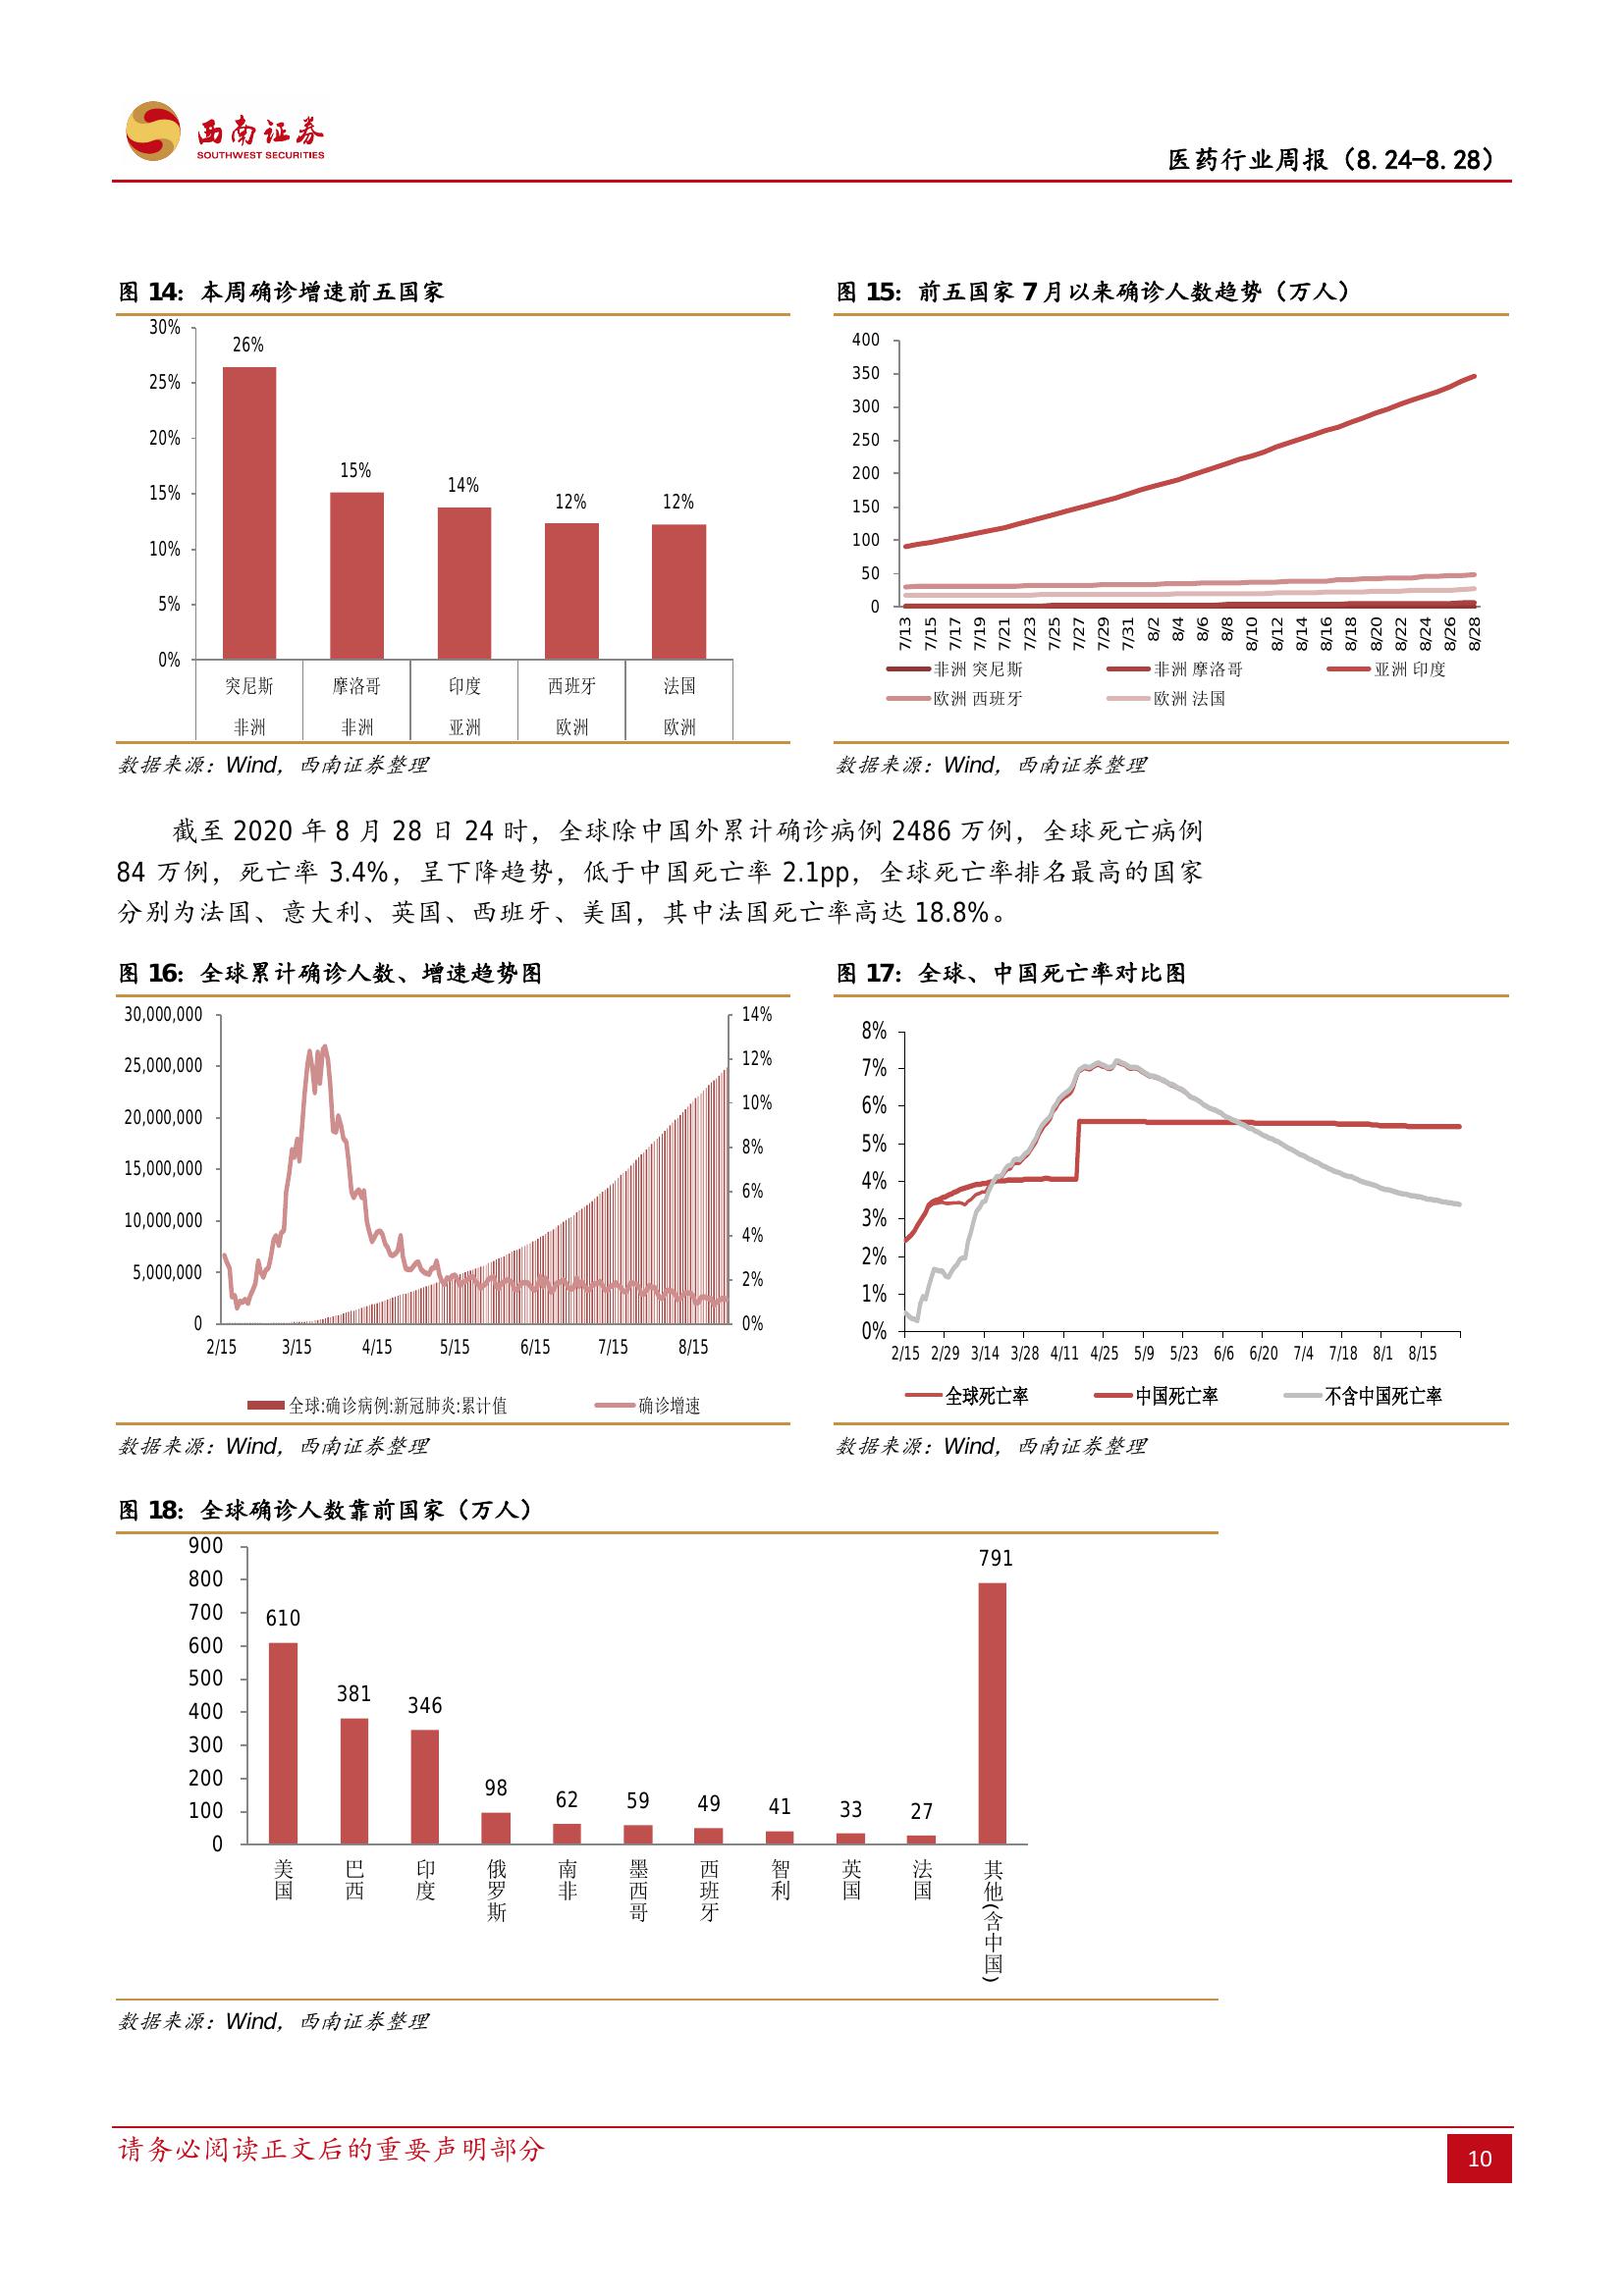 西南证券
SOUTHWEST SECURITIES
医药行业周报（8.24-8.28）
图 14：本周确诊增速前五国家
30%
25%
20%
15%
10%
5%
0%
26%
15%
14%
12%
12%
突尼斯 摩洛哥 印度 西班牙 法国
非洲 非洲 亚洲 欧洲 欧洲
数据来源：Wind，西南证券整理
图 15：前五国家 7 月以来确诊人数趋势（万人）
400
350
300
250
200
150
100
50
0
7/13 7/15 7/17 7/19 7/21 7/23 7/25 7/27 7/29 7/31 8/2 8/4 8/6 8/8 8/10 8/12 8/14 8/16 8/18 8/20 8/22 8/24 8/26 8/28
非洲 突尼斯 非洲 摩洛哥 亚洲 印度
欧洲 西班牙 欧洲 法国
数据来源：Wind，西南证券整理
截至 2020 年 8 月 28 日 24 时，全球除中国外累计确诊病例 2486 万例，全球死亡病例
84 万例，死亡率 3.4%，呈下降趋势，低于中国死亡率 2.1pp，全球死亡率排名最高的国家
分别为法国、意大利、英国、西班牙、美国，其中法国死亡率高达 18.8%。
图 16：全球累计确诊人数、增速趋势图
30,000,000
25,000,000
20,000,000
15,000,000
10,000,000
5,000,000
0
14%
12%
10%
8%
6%
4%
2%
0%
2/15 3/15 4/15 5/15 6/15 7/15 8/15
全球:确诊病例:新冠肺炎:累计值 确诊增速
数据来源：Wind，西南证券整理
图 17：全球、中国死亡率对比图
8%
7%
6%
5%
4%
3%
2%
1%
0%
2/15 2/29 3/14 3/28 4/11 4/25 5/9 5/23 6/6 6/20 7/4 7/18 8/1 8/15
全球死亡率 中国死亡率 不含中国死亡率
数据来源：Wind，西南证券整理
图 18：全球确诊人数靠前国家（万人）
900
800
700
600
500
400
300
200
100
0
610
381
346
98
62
59
49
41
33
27
791
美国 巴西 印度 俄罗斯 南非 墨西哥 西班牙 智利 英国 法国 其他(含中国)
数据来源：Wind，西南证券整理
请务必阅读正文后的重要声明部分
10